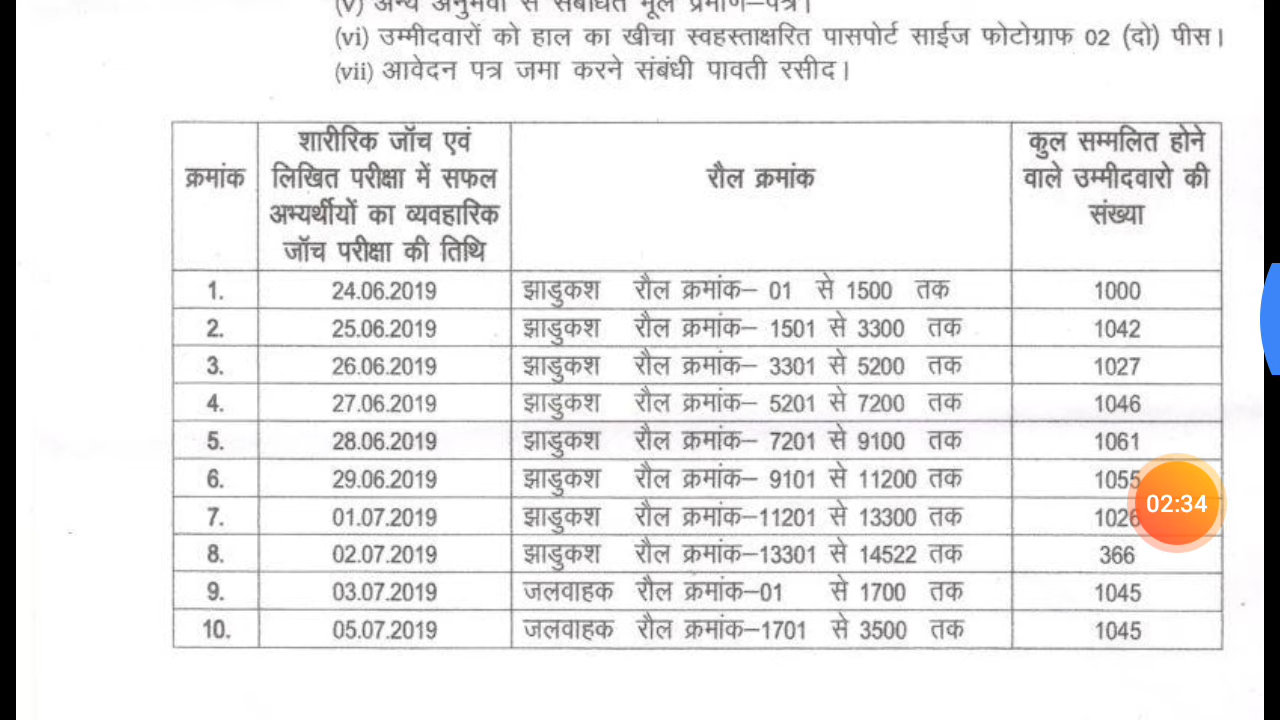 (v) अन्य अनुभवों से संबंधित मूल प्रमाण–पत्र।
(vi) उम्मीदवारों को हाल का खीचा स्वहस्ताक्षरित पासपोर्ट साईज फोटोग्राफ 02 (दो) पीस।
(vii) आवेदन पत्र जमा करने संबंधी पावती रसीद।
क्रमांक
शारीरिक जॉच एवं
लिखित परीक्षा में सफल
अभ्यर्थीयों का व्यवहारिक
जॉच परीक्षा की तिथि
रौल क्रमांक
कुल सम्मलित होने
वाले उम्मीदवारो की
संख्या
1. 24.06.2019 झाडुकश रौल क्रमांक– 01 से 1500 तक 1000
2. 25.06.2019 झाडुकश रौल क्रमांक– 1501 से 3300 तक 1042
3. 26.06.2019 झाडुकश रौल क्रमांक– 3301 से 5200 तक 1027
4. 27.06.2019 झाडुकश रौल क्रमांक– 5201 से 7200 तक 1046
5. 28.06.2019 झाडुकश रौल क्रमांक– 7201 से 9100 तक 1061
6. 29.06.2019 झाडुकश रौल क्रमांक– 9101 से 11200 तक 1055
7. 01.07.2019 झाडुकश रौल क्रमांक–11201 से 13300 तक 1026
02:34
8. 02.07.2019 झाडुकश रौल क्रमांक–13301 से 14522 तक 366
9. 03.07.2019 जलवाहक रौल क्रमांक–01 से 1700 तक 1045
10. 05.07.2019 जलवाहक रौल क्रमांक–1701 से 3500 तक 1045